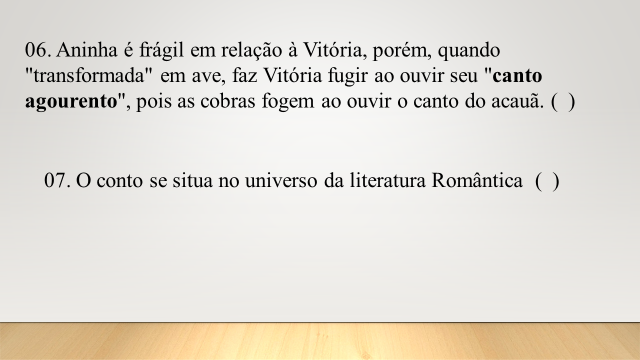 06. Aninha é frágil em relação à Vitória, porém, quando
"transformada" em ave, faz Vitória fugir ao ouvir seu "canto
agourento", pois as cobras fogem ao ouvir o canto do acauã. (  )
07. O conto se situa no universo da literatura Romântica  (  )